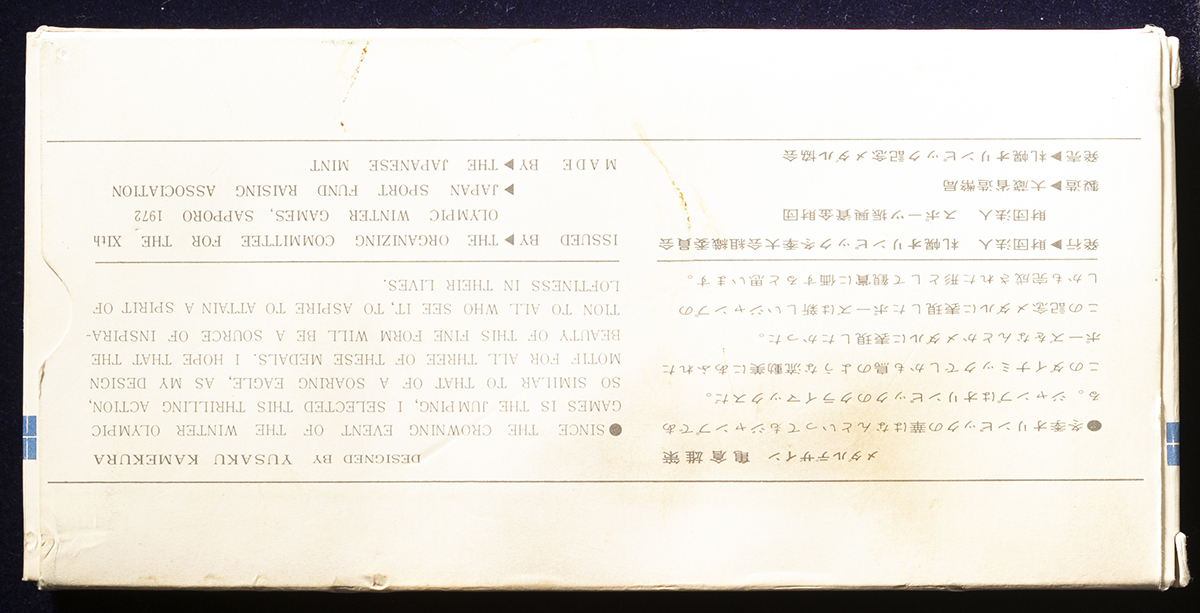 メダルデザイン 亀倉雄策
●冬季オリンピックの華はなんといってもジャンプであ
る。ジャンプはオリンピックのクライマックスだ。
このダイナミックでしかも鳥のような流動美にあふれた
ポーズをなんとかメダルに表現したかった。
この記念メダルに表現したポーズは新しいジャンプの
しかも完成された形として観賞に価すると思います。
発行▶財団法人 札幌オリンピック冬季大会組織委員会
財団法人 スポーツ振興資金財団
製造▶大蔵省造幣局
発売▶札幌オリンピック記念メダル協会
DESIGNED BY YUSAKU KAMEKURA
●SINCE THE CROWNING EVENT OF THE WINTER OLYMPIC
GAMES IS THE JUMPING, I SELECTED THIS THRILLING ACTION,
SO SIMILAR TO THAT OF A SOARING EAGLE, AS MY DESIGN
MOTIF FOR ALL THREE OF THESE MEDALS. I HOPE THAT THE
BEAUTY OF THIS FINE FORM WILL BE A SOURCE OF INSPIRA-
TION TO ALL WHO SEE IT, TO ASPIRE TO ATTAIN A SPIRIT OF
LOFTINESS IN THEIR LIVES.
ISSUED BY ▶THE ORGANIZING COMMITTEE FOR THE XIth
OLYMPIC WINTER GAMES, SAPPORO 1972
▶JAPAN SPORT FUND RAISING ASSOCIATION
MADE BY ▶THE JAPANESE MINT